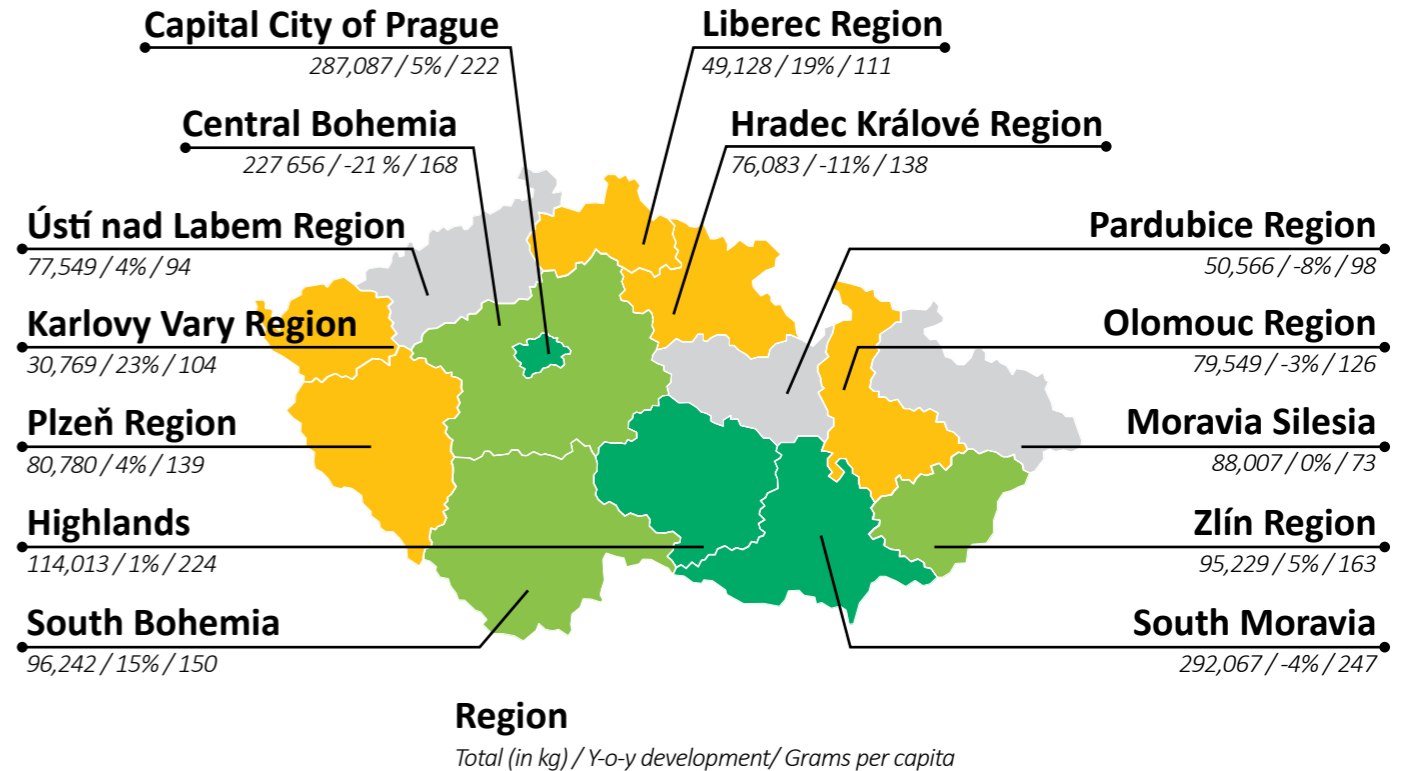 Capital City of Prague
287,087 / 5% / 222
Liberec Region
49,128 / 19% / 111
Central Bohemia
227 656 / -21 % / 168
Hradec Králové Region
76,083 / -11% / 138
Ústí nad Labem Region
77,549 / 4% / 94
Pardubice Region
50,566 / -8% / 98
Karlovy Vary Region
30,769 / 23% / 104
Olomouc Region
79,549 / -3% / 126
Plzeň Region
80,780 / 4% / 139
Moravia Silesia
88,007 / 0% / 73
Highlands
114,013 / 1% / 224
Zlín Region
95,229 / 5% / 163
South Bohemia
96,242 / 15% / 150
South Moravia
292,067 / -4% / 247
Region
Total (in kg) / Y-o-y development/ Grams per capita